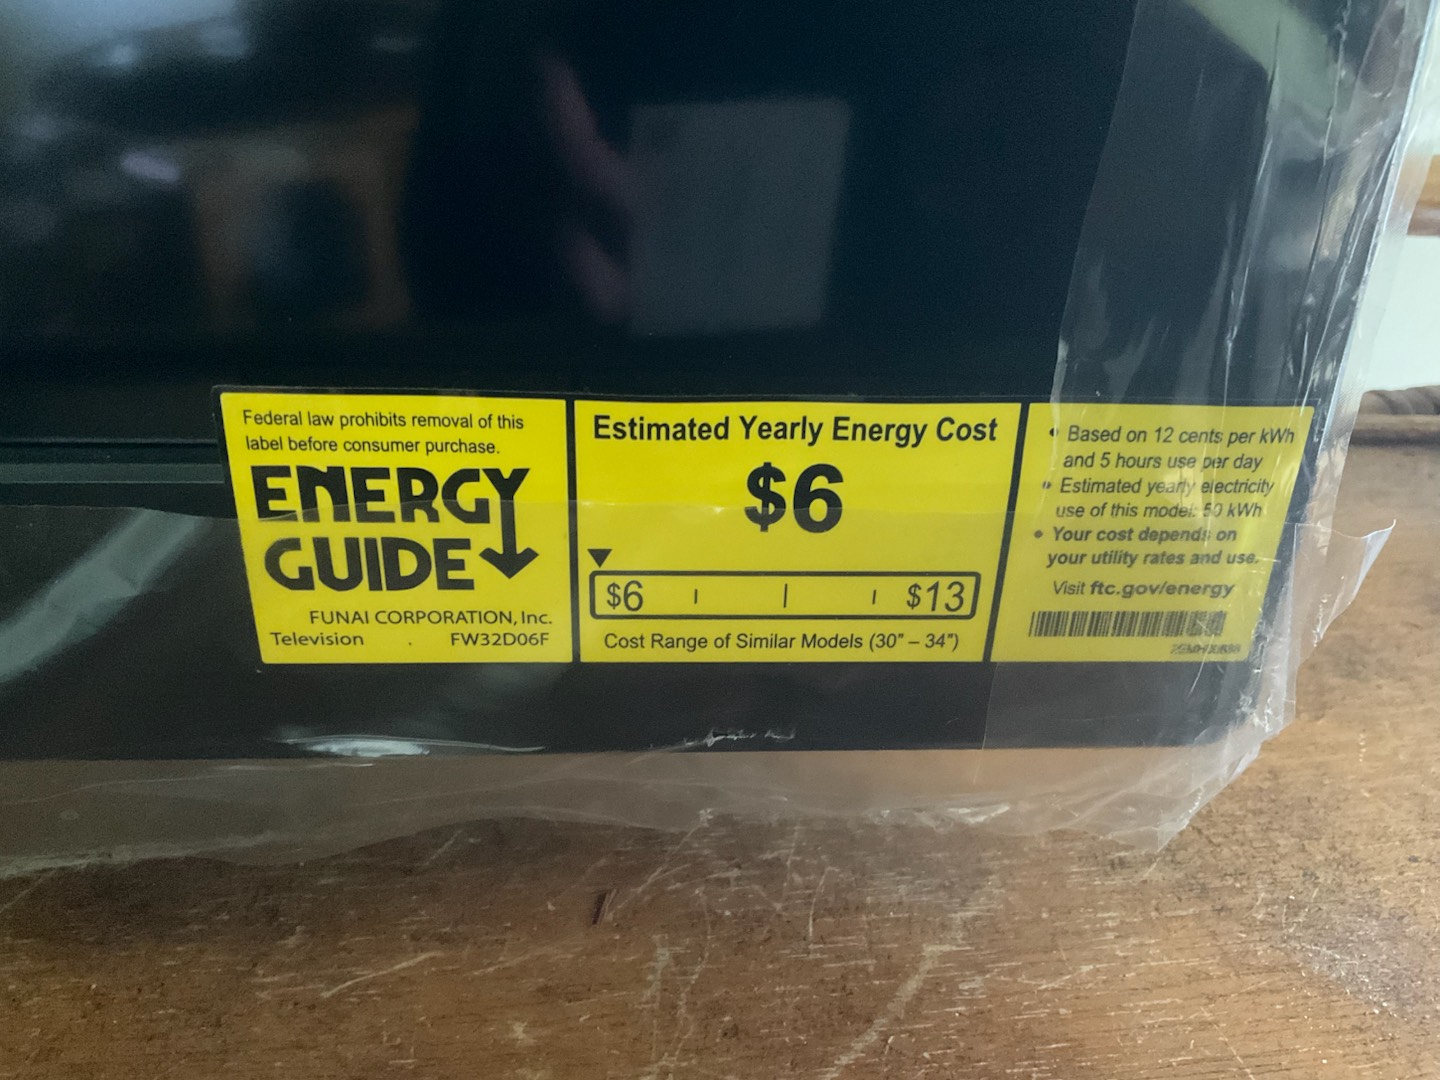 Federal law prohibits removal of this
label before consumer purchase.
ENERGY
GUIDE
FUNAI CORPORATION, Inc.
Television . FW32D06F
Estimated Yearly Energy Cost
$6
$6 $13
Cost Range of Similar Models (30" – 34")
• Based on 12 cents per kWh
and 5 hours use per day
• Estimated yearly electricity
use of this model: 50 kWh
• Your cost depends on
your utility rates and use.
Visit ftc.gov/energy